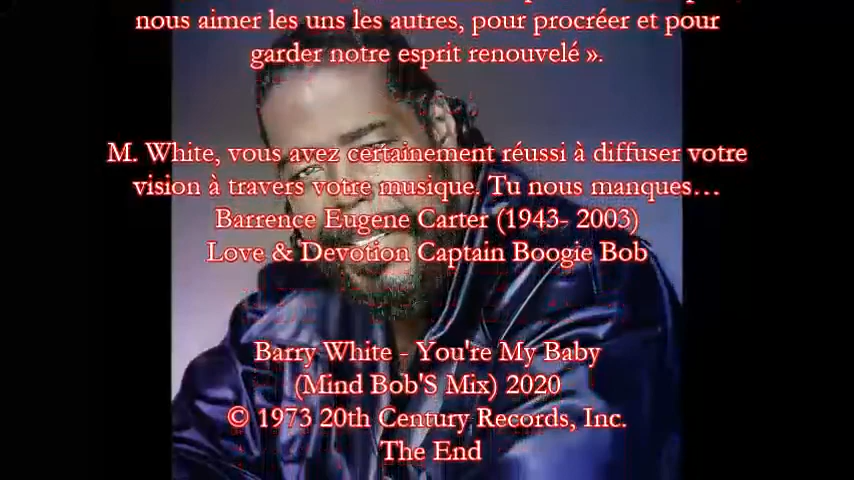 nous aimer les uns les autres, pour procréer et pour
garder notre esprit renouvelé ».
M. White, vous avez certainement réussi à diffuser votre
vision à travers votre musique. Tu nous manques…
Barrence Eugene Carter (1943- 2003)
Love & Devotion Captain Boogie Bob
Barry White - You're My Baby
(Mind Bob'S Mix) 2020
© 1973 20th Century Records, Inc.
The End